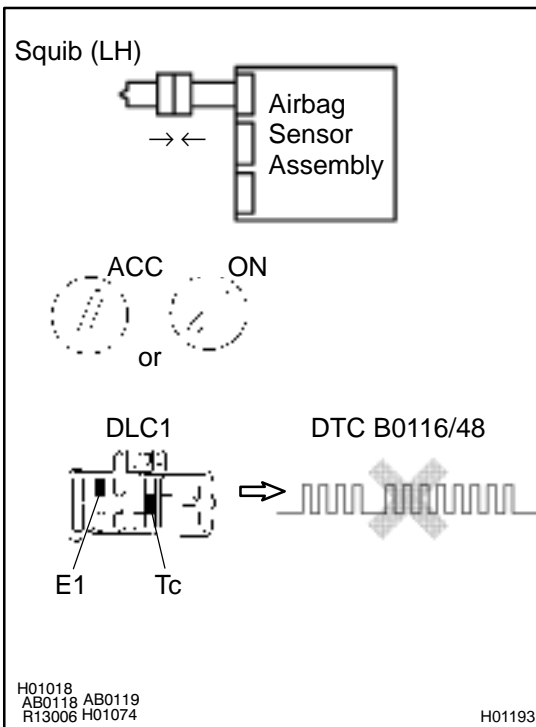 Squib (LH)
Airbag
Sensor
Assembly
ACC ON
or
DLC1 DTC B0116/48
E1 Tc
H01018
AB0118 AB0119
R13006 H01074
H01193